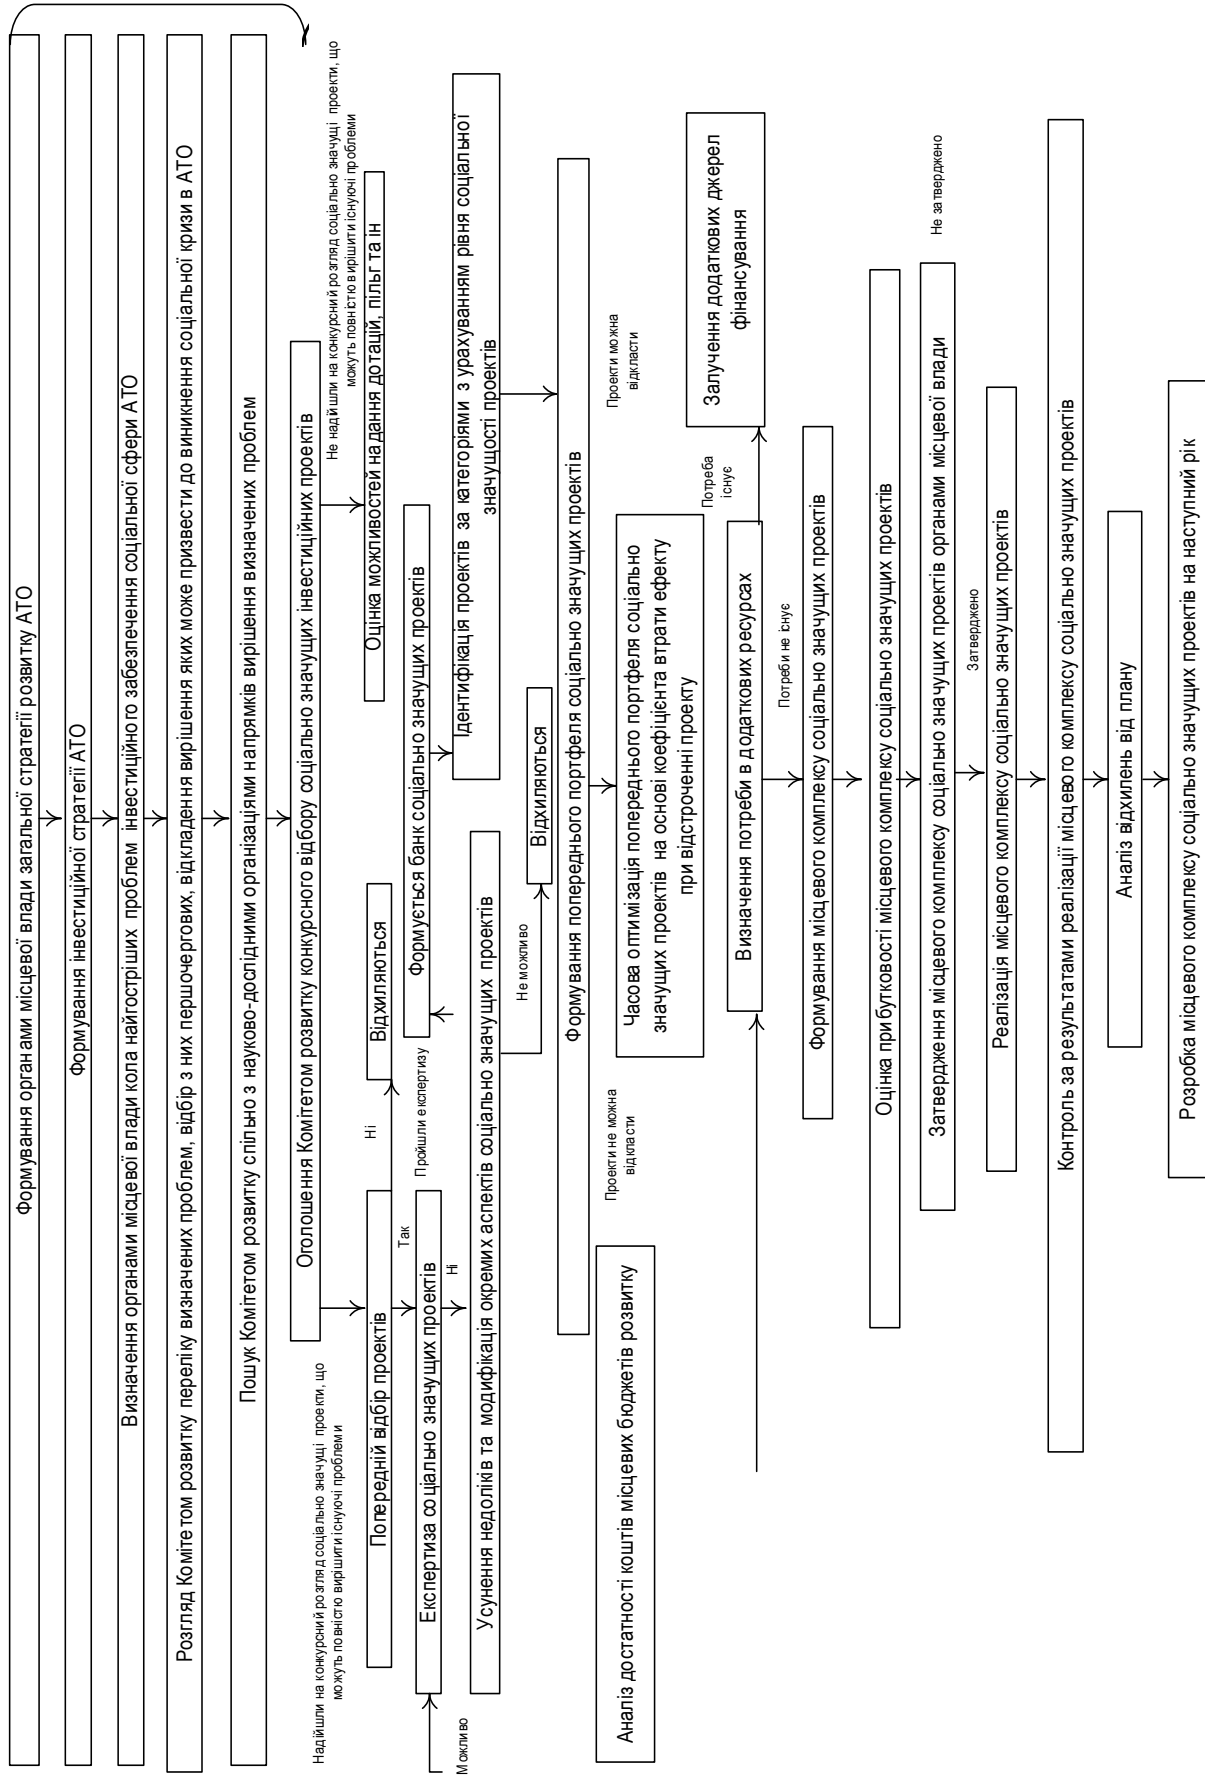 Формування органами місцевої влади загальної стратегії розвитку АТО
Формування інвестиційної стратегії АТО
Визначення органами місцевої влади кола найгостріших проблем інвестиційного забезпечення соціальної сфери АТО
Розгляд Комітетом розвитку переліку визначених проблем, відбір з них першочергових, відкладення вирішення яких може призвести до виникнення соціальної кризи в АТО
Пошук Комітетом розвитку спільно з науково-дослідними організаціями напрямків вирішення визначених проблем
Оголошення Комітетом розвитку конкурсного відбору соціально значущих інвестиційних проектів
Надійшли на конкурсний розгляд соціально значущі проекти, що
можуть повністю вирішити існуючі проблеми
Не надійшли на конкурсний розгляд соціально значущі проекти, що
можуть повністю вирішити існуючі проблеми
Попередній відбір проектів
Ні
Відхиляються
Оцінка можливостей надання дотацій, пільг та ін
Так
Експертиза соціально значущих проектів
Пройшли експертизу
Формується банк соціально значущих проектів
Можливо
Ні
Усунення недоліків та модифікація окремих аспектів соціально значущих проектів
Ідентифікація проектів за категоріями з урахуванням рівня соціальної
значущості проектів
Не можливо
Відхиляються
Формування попереднього портфеля соціально значущих проектів
Проекти не можна
відкласти
Проекти можна
відкласти
Аналіз достатності коштів місцевих бюджетів розвитку
Часова оптимізація попереднього портфеля соціально
значущих проектів на основі коефіцієнта втрати ефекту
при відстроченні проекту
Визначення потреби в додаткових ресурсах
Потреба
існує
Залучення додаткових джерел
фінансування
Потреби не існує
Формування місцевого комплексу соціально значущих проектів
Оцінка прибутковості місцевого комплексу соціально значущих проектів
Затвердження місцевого комплексу соціально значущих проектів органами місцевої влади
Не затверджено
Затверджено
Реалізація місцевого комплексу соціально значущих проектів
Контроль за результатами реалізації місцевого комплексу соціально значущих проектів
Аналіз відхилень від плану
Розробка місцевого комплексу соціально значущих проектів на наступний рік